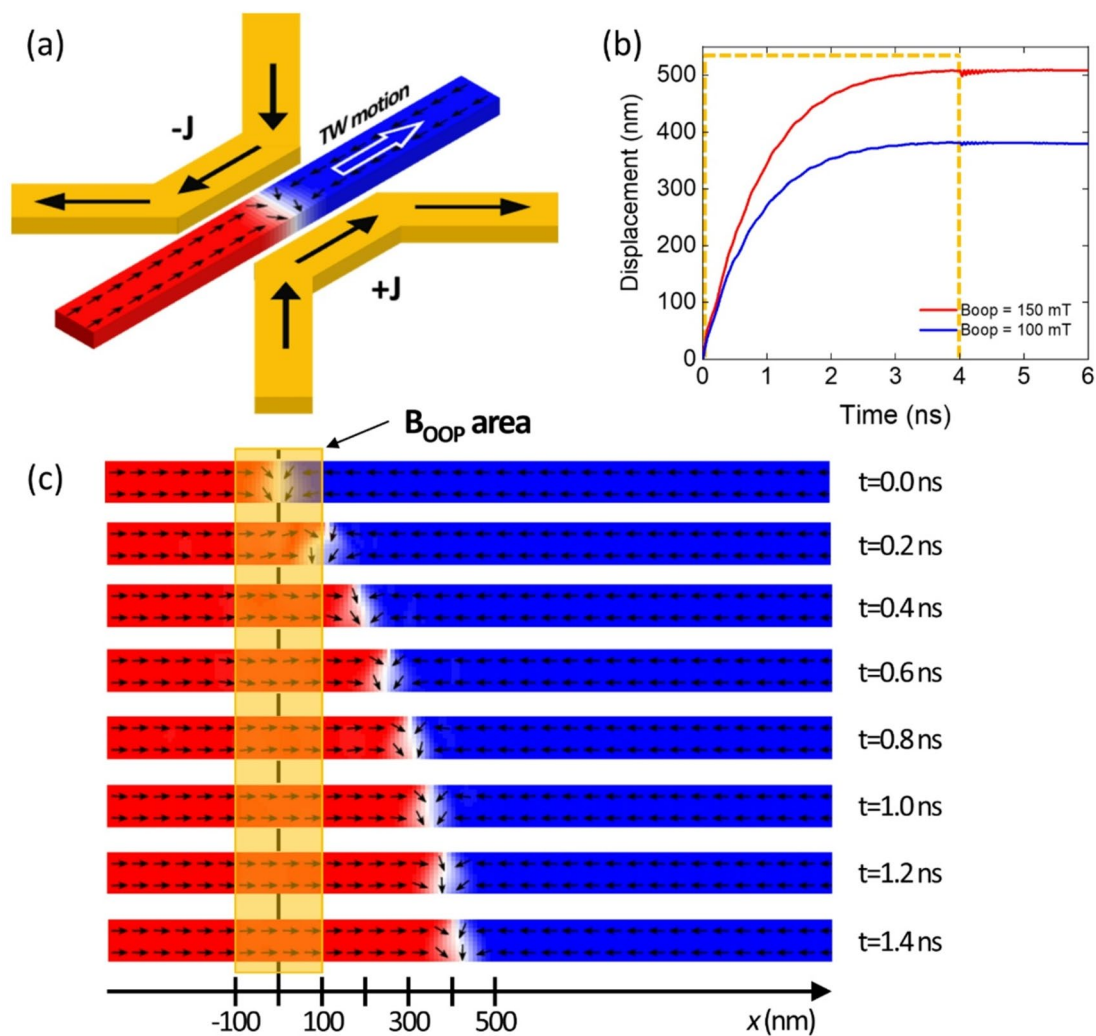 (a)
-J
TW motion
+J
(b)
Displacement (nm)
500
400
300
200
100
0
Boop = 150 mT
Boop = 100 mT
0 1 2 3 4 5 6
Time (ns)
B_OOP area
(c)
t=0.0 ns
t=0.2 ns
t=0.4 ns
t=0.6 ns
t=0.8 ns
t=1.0 ns
t=1.2 ns
t=1.4 ns
-100 100 300 500 x (nm)